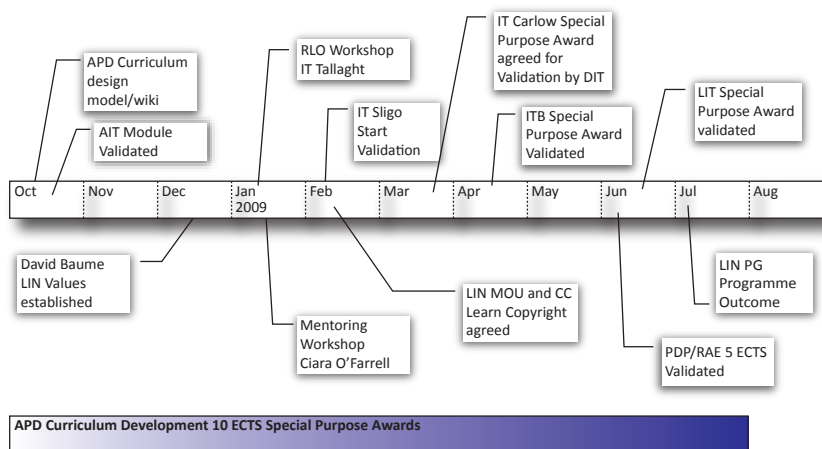 APD Curriculum
design
model/wiki
AIT Module
Validated
RLO Workshop
IT Tallaght
IT Sligo
Start
Validation
IT Carlow Special
Purpose Award
agreed for
Validation by DIT
ITB Special
Purpose Award
Validated
LIT Special
Purpose Award
validated
Oct
Nov
Dec
Jan
2009
Feb
Mar
Apr
May
Jun
Jul
Aug
David Baume
LIN Values
established
Mentoring
Workshop
Ciara O’Farrell
LIN MOU and CC
Learn Copyright
agreed
PDP/RAE 5 ECTS
Validated
LIN PG
Programme
Outcome
APD Curriculum Development 10 ECTS Special Purpose Awards